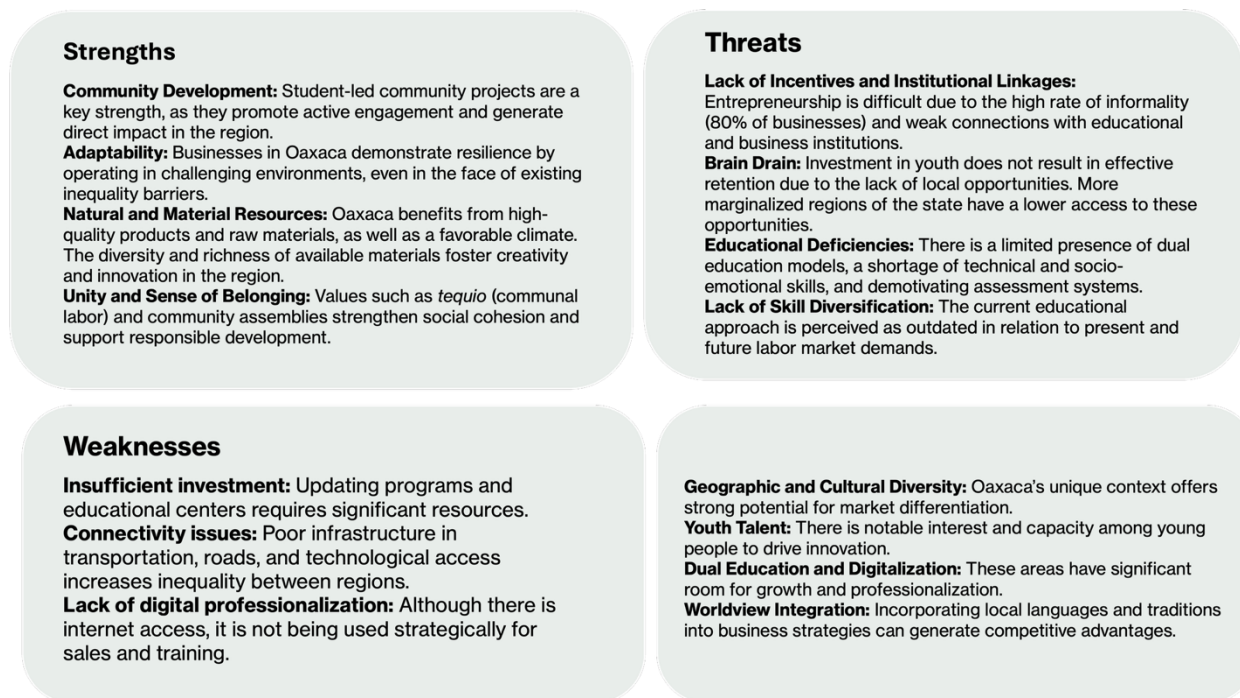 Strengths
Community Development: Student-led community projects are a
key strength, as they promote active engagement and generate
direct impact in the region.
Adaptability: Businesses in Oaxaca demonstrate resilience by
operating in challenging environments, even in the face of existing
inequality barriers.
Natural and Material Resources: Oaxaca benefits from high-
quality products and raw materials, as well as a favorable climate.
The diversity and richness of available materials foster creativity
and innovation in the region.
Unity and Sense of Belonging: Values such as tequio (communal
labor) and community assemblies strengthen social cohesion and
support responsible development.
Threats
Lack of Incentives and Institutional Linkages:
Entrepreneurship is difficult due to the high rate of informality
(80% of businesses) and weak connections with educational
and business institutions.
Brain Drain: Investment in youth does not result in effective
retention due to the lack of local opportunities. More
marginalized regions of the state have a lower access to these
opportunities.
Educational Deficiencies: There is a limited presence of dual
education models, a shortage of technical and socio-
emotional skills, and demotivating assessment systems.
Lack of Skill Diversification: The current educational
approach is perceived as outdated in relation to present and
future labor market demands.
Weaknesses
Insufficient investment: Updating programs and
educational centers requires significant resources.
Connectivity issues: Poor infrastructure in
transportation, roads, and technological access
increases inequality between regions.
Lack of digital professionalization: Although there is
internet access, it is not being used strategically for
sales and training.
Geographic and Cultural Diversity: Oaxaca's unique context offers
strong potential for market differentiation.
Youth Talent: There is notable interest and capacity among young
people to drive innovation.
Dual Education and Digitalization: These areas have significant
room for growth and professionalization.
Worldview Integration: Incorporating local languages and traditions
into business strategies can generate competitive advantages.